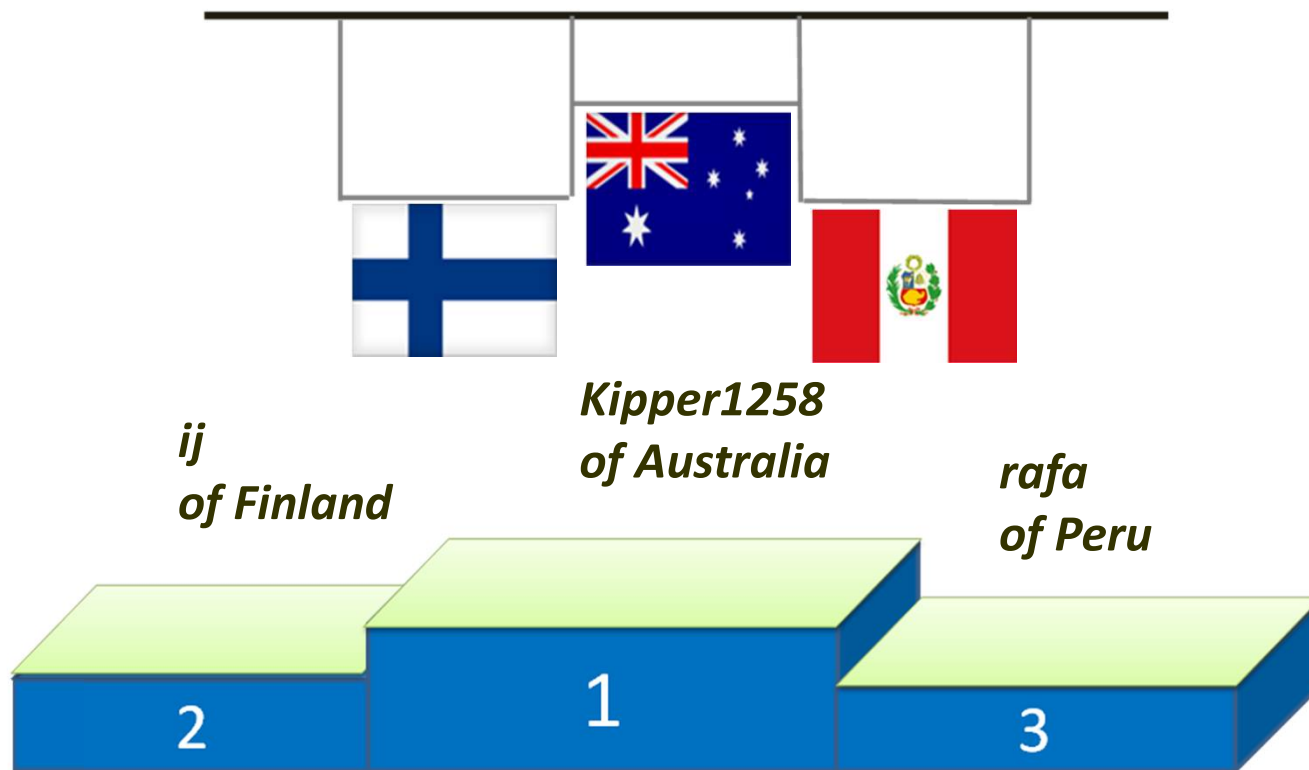 ij
of Finland
Kipper1258
of Australia
rafa
of Peru
2
1
3